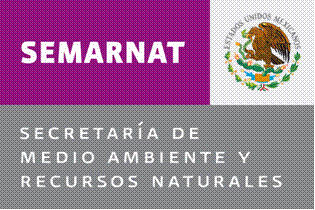 SEMARNAT
ESTADOS UNIDOS MEXICANOS
SECRETARÍA DE
MEDIO AMBIENTE Y
RECURSOS NATURALES